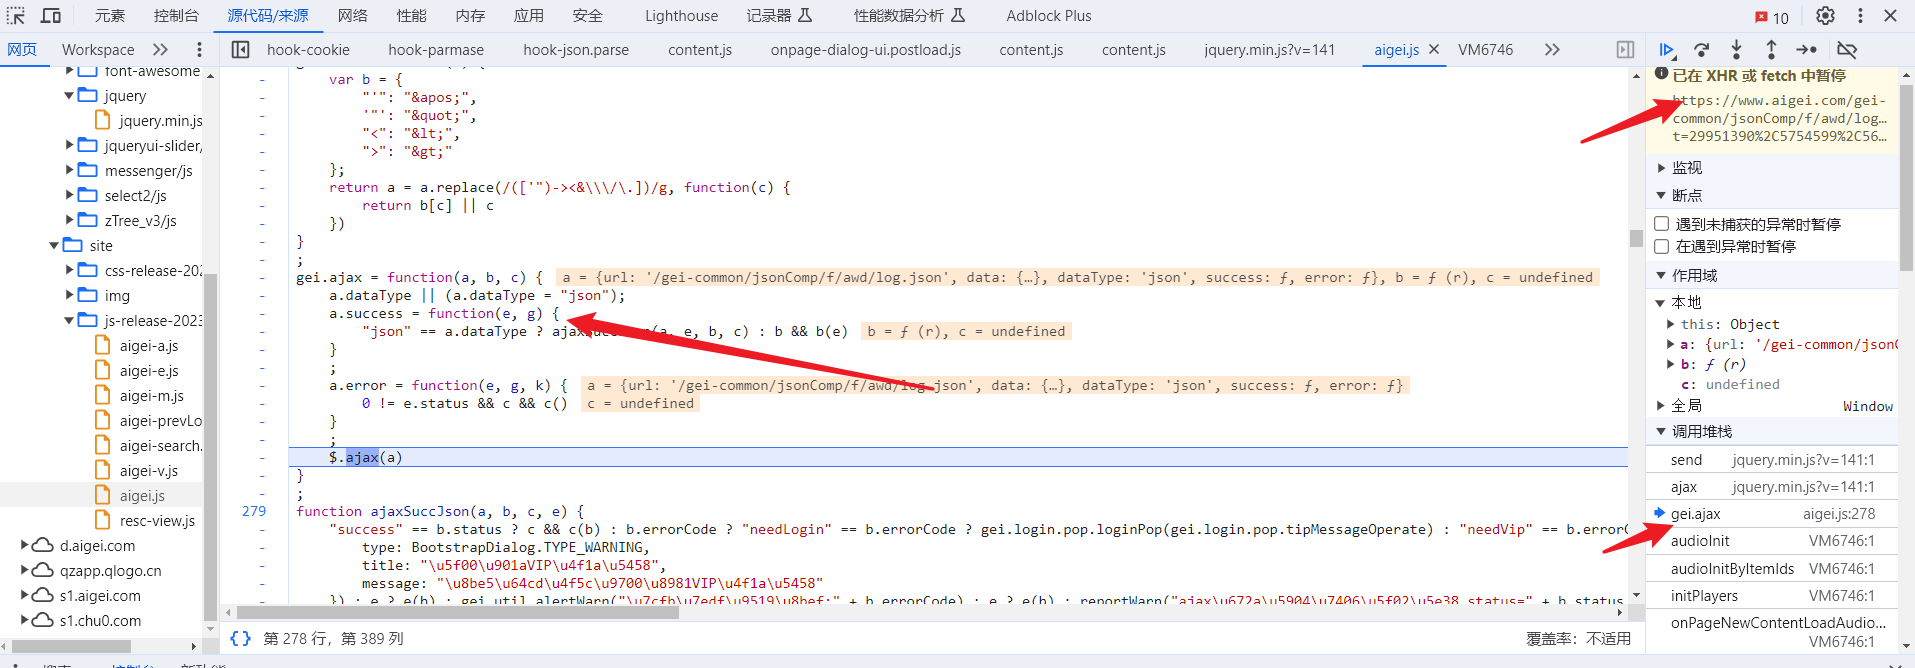 元素 控制台 源代码/来源 网络 性能 内存 应用 安全 Lighthouse 记录器 性能数据分析 Adblock Plus 10
网页 Workspace
hook-cookie hook-parmase hook-json.parse content.js onpage-dialog-ui.postload.js content.js content.js jquery.min.js?v=141 aigei.js VM6746
font-awesome
jquery
jquery.min.js
jqueryui-slider/
messenger/js
select2/js
zTree_v3/js
site
css-release-202
img
js-release-2023
aigei-a.js
aigei-e.js
aigei-m.js
aigei-prevLo
aigei-search.
aigei-v.js
aigei.js
resc-view.js
d.aigei.com
qzapp.qlogo.cn
s1.aigei.com
s1.chu0.com
var b = {
"'": "&apos;",
'"': "&quot;",
"<": "&lt;",
">": "&gt;"
};
return a = a.replace(/(['")-><&\\\/\.])/g, function(c) {
return b[c] || c
})
}
;
gei.ajax = function(a, b, c) { a = {url: '/gei-common/jsonComp/f/awd/log.json', data: {…}, dataType: 'json', success: ƒ, error: ƒ}, b = ƒ (r), c = undefined
a.dataType || (a.dataType = "json");
a.success = function(e, g) {
"json" == a.dataType ? ajaxSuccJson(a, e, b, c) : b && b(e) b = ƒ (r), c = undefined
}
;
a.error = function(e, g, k) { a = {url: '/gei-common/jsonComp/f/awd/log.json', data: {…}, dataType: 'json', success: ƒ, error: ƒ}
0 != e.status && c && c() c = undefined
}
;
$.ajax(a)
}
;
279 function ajaxSuccJson(a, b, c, e) {
"success" == b.status ? c && c(b) : b.errorCode ? "needLogin" == b.errorCode ? gei.login.pop.loginPop(gei.login.pop.tipMessageOperate) : "needVip" == b.errorC
type: BootstrapDialog.TYPE_WARNING,
title: "\u5f00\u901aVIP\u4f1a\u5458",
message: "\u8be5\u64cd\u4f5c\u9700\u8981VIP\u4f1a\u5458"
}) : e ? e(b) : gei.util.alertWarn("\u7cfb\u7edf\u9519\u8bef:" + b.errorCode) : e ? e(b) : reportWarn("ajax\u672a\u5904\u7406\u5f02\u5e38,status=" + b.status
{} 第 278 行，第 389 列
覆盖率：不适用
已在 XHR 或 fetch 中暂停
https://www.aigei.com/gei-
common/jsonComp/f/awd/log…
t=29951390%2C5754599%2C56…
监视
断点
遇到未捕获的异常时暂停
在遇到异常时暂停
作用域
本地
this: Object
a: {url: '/gei-common/json
b: ƒ (r)
c: undefined
全局 Window
调用堆栈
send jquery.min.js?v=141:1
ajax jquery.min.js?v=141:1
gei.ajax aigei.js:278
audioInit VM6746:1
audioInitByItemIds VM6746:1
initPlayers VM6746:1
onPageNewContentLoadAudio...
VM6746:1